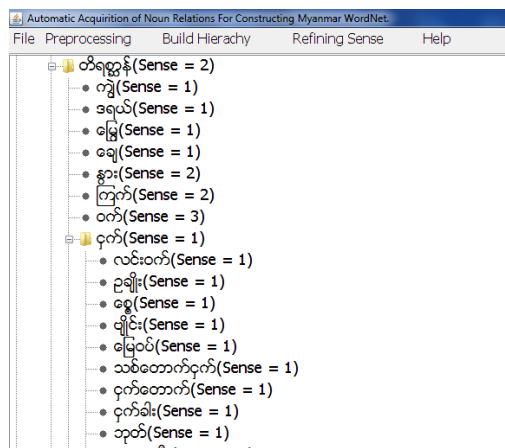 Automatic Acquirition of Noun Relations For Constructing Myanmar WordNet.
File Preprocessing Build Hierachy Refining Sense Help
တိရစ္ဆာန်(Sense = 2)
ကျွဲ(Sense = 1)
ဒရယ်(Sense = 1)
မြွေ(Sense = 1)
ချေ(Sense = 1)
နွား(Sense = 2)
ကြက်(Sense = 2)
ဝက်(Sense = 3)
ငှက်(Sense = 1)
လင်းဝက်(Sense = 1)
ဥချိုး(Sense = 1)
(Sense = 1)
ဗျိုင်း(Sense = 1)
မြေဝပ်(Sense = 1)
သစ်တောက်ငှက်(Sense = 1)
ငှက်တောက်(Sense = 1)
ငှက်ခါး(Sense = 1)
ဘုတ်(Sense = 1)